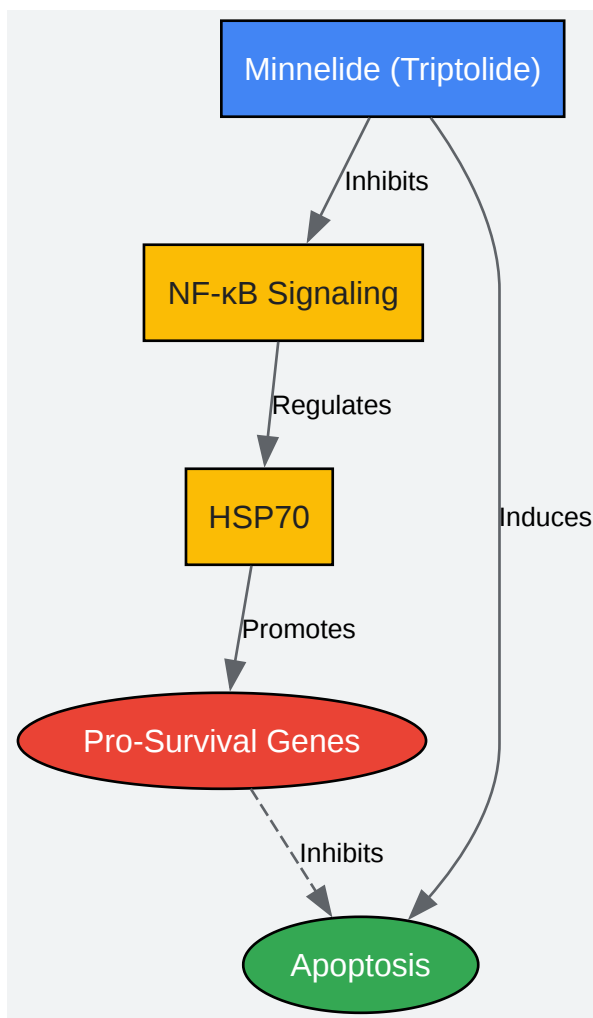 Minnelide (Triptolide)
Inhibits
NF-κB Signaling
Regulates
HSP70
Induces
Promotes
Pro-Survival Genes
Inhibits
Apoptosis